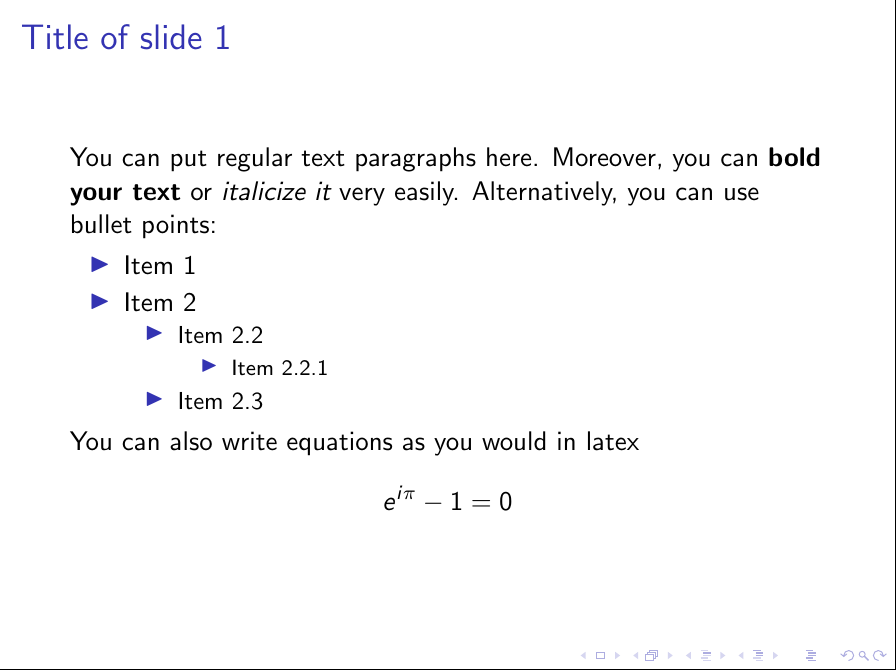 Title of slide 1
You can put regular text paragraphs here. Moreover, you can bold
your text or italicize it very easily. Alternatively, you can use
bullet points:
Item 1
Item 2
Item 2.2
Item 2.2.1
Item 2.3
You can also write equations as you would in latex
e^{iπ} − 1 = 0